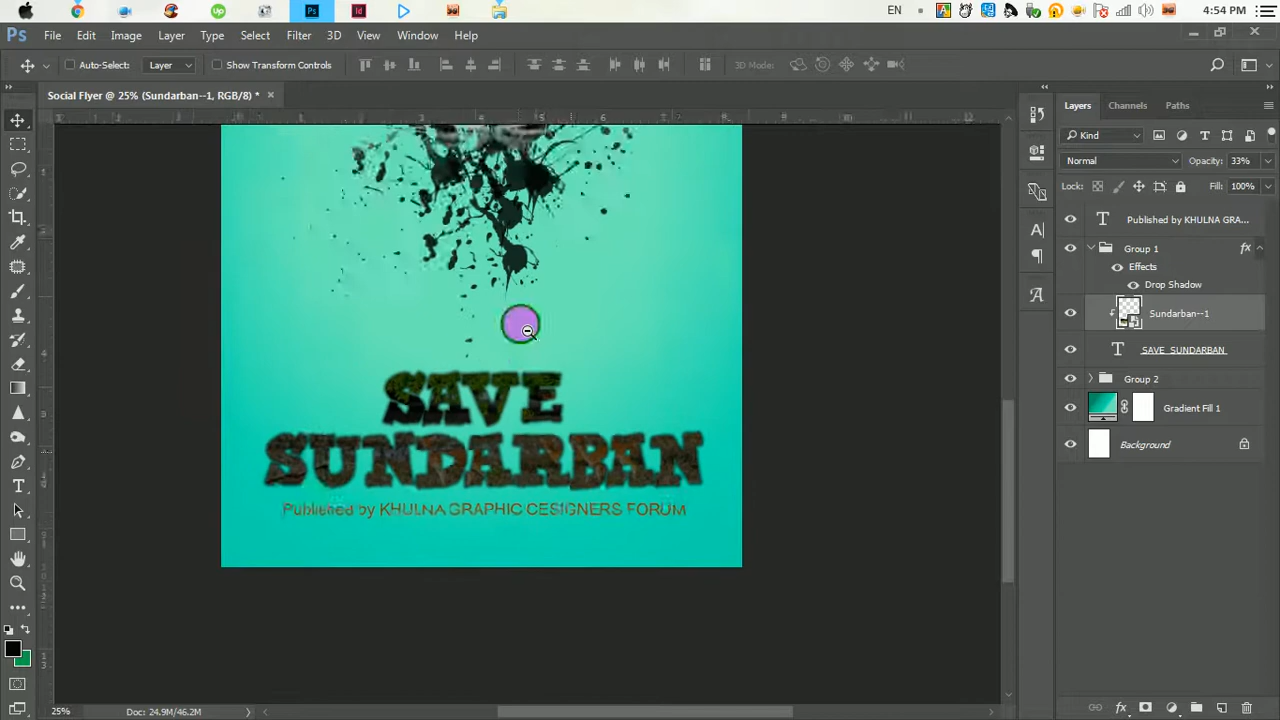 EN 4:54 PM
Ps File Edit Image Layer Type Select Filter 3D View Window Help
Auto-Select: Layer Show Transform Controls 3D Mode:
Social Flyer @ 25% (Sundarban--1, RGB/8) *
Layers Channels Paths
Kind
Normal Opacity: 33%
Lock: Fill: 100%
Published by KHULNA GRA...
Group 1 fx
Effects
Drop Shadow
Sundarban--1
SAVE SUNDARBAN
Group 2
Gradient Fill 1
Background
SAVE
SUNDARBAN
Published by KHULNA GRAPHIC CESIGNERS FORUM
25% Doc: 24.9M/46.2M